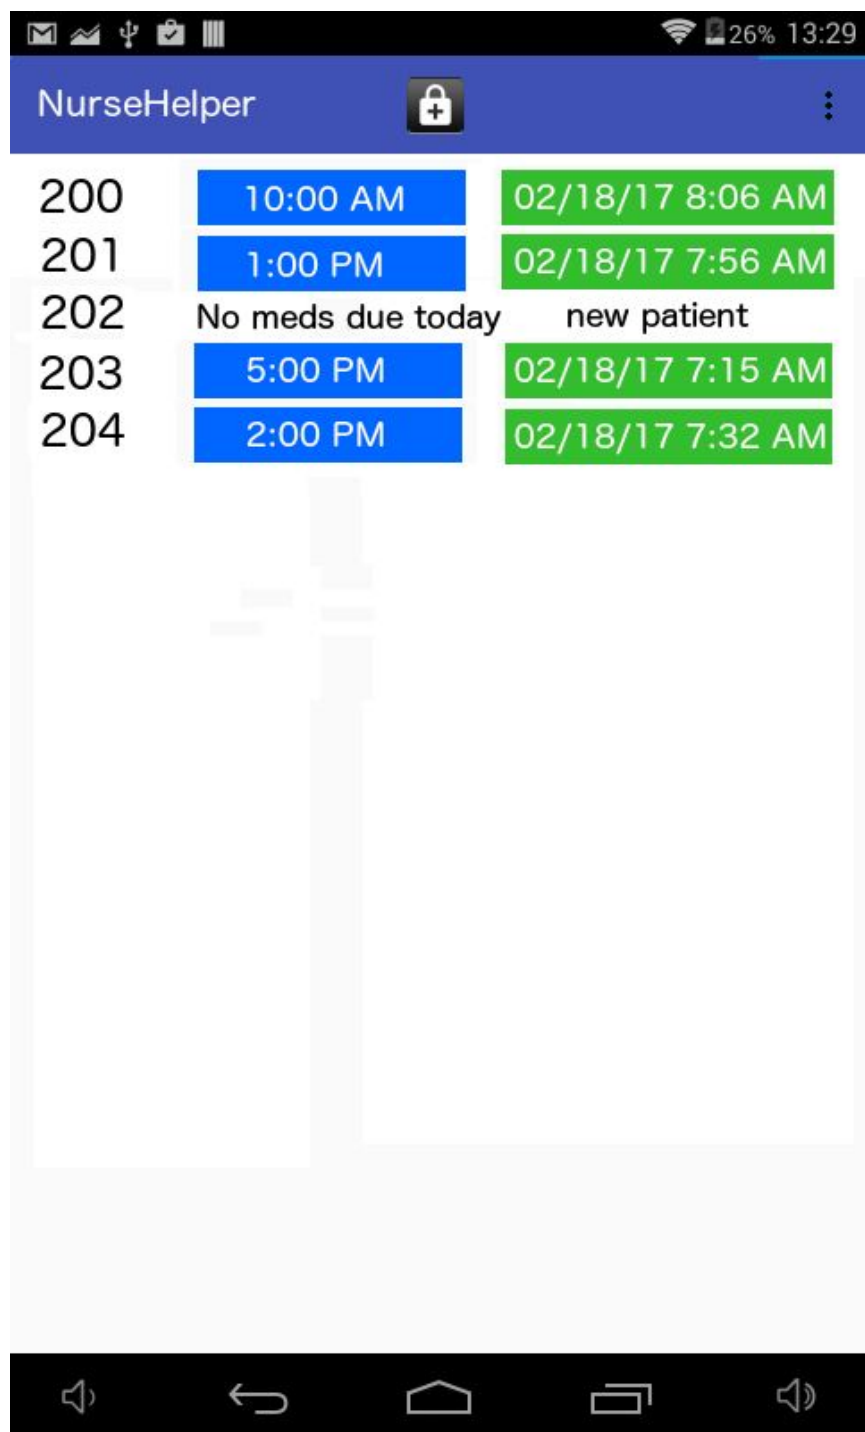 26% 13:29
NurseHelper
200 10:00 AM 02/18/17 8:06 AM
201 1:00 PM 02/18/17 7:56 AM
202 No meds due today new patient
203 5:00 PM 02/18/17 7:15 AM
204 2:00 PM 02/18/17 7:32 AM